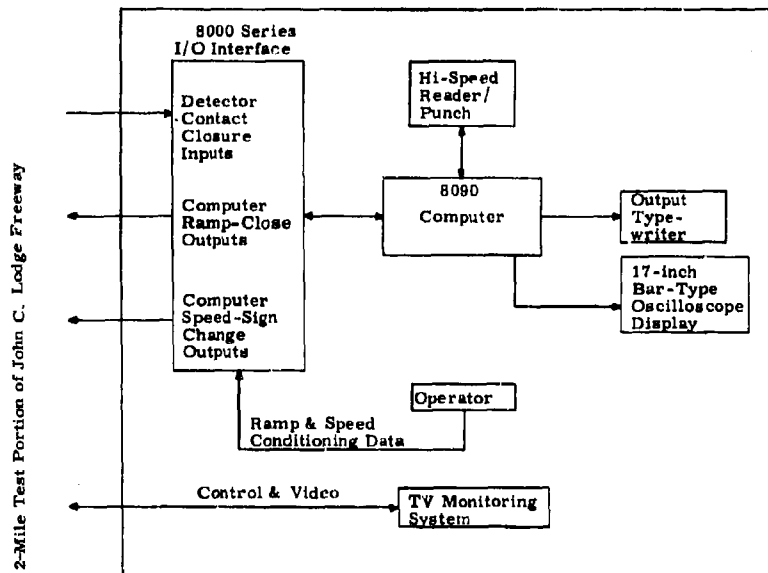 8000 Series
I/O Interface
Detector
Contact
Closure
Inputs
Computer
Ramp-Close
Outputs
Computer
Speed-Sign
Change
Outputs
Hi-Speed
Reader/
Punch
8090
Computer
Output
Type-
writer
17-inch
Bar-Type
Oscilloscope
Display
Operator
Ramp & Speed
Conditioning Data
Control & Video
TV Monitoring
System
2-Mile Test Portion of John C. Lodge Freeway